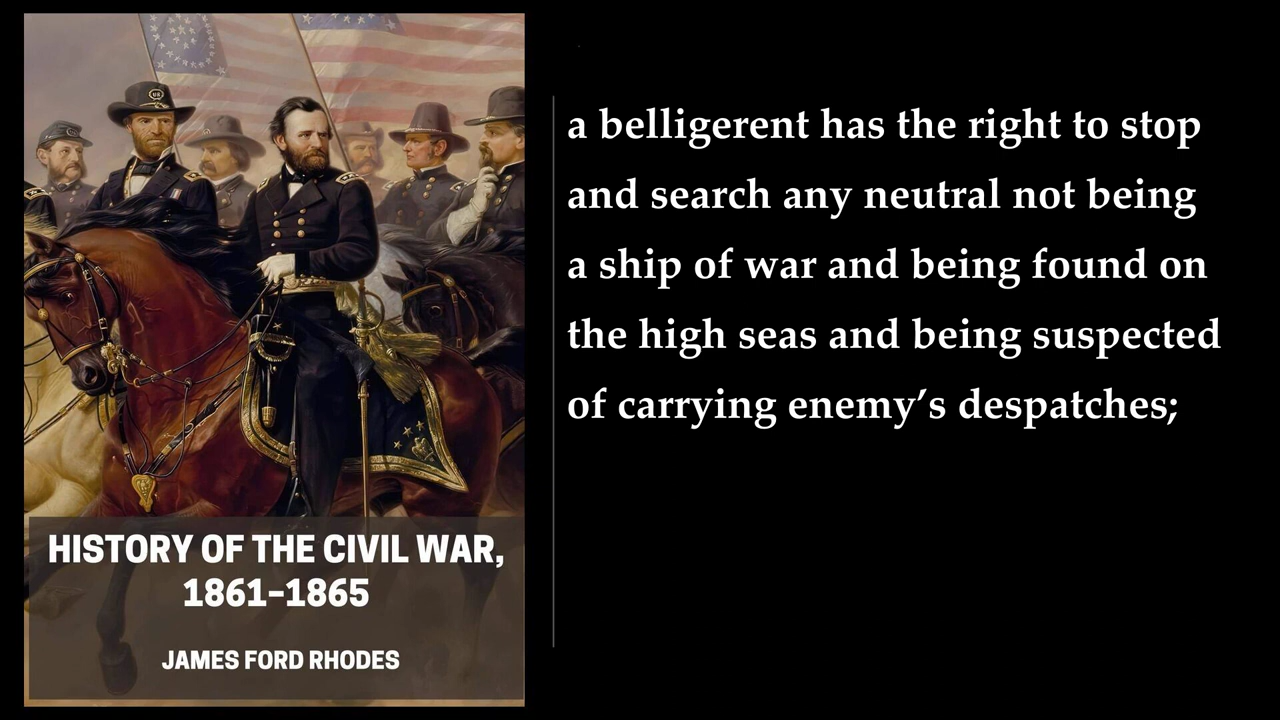 HISTORY OF THE CIVIL WAR,
1861–1865
JAMES FORD RHODES
a belligerent has the right to stop
and search any neutral not being
a ship of war and being found on
the high seas and being suspected
of carrying enemy’s despatches;